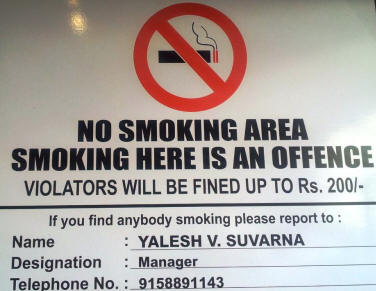 NO SMOKING AREA
SMOKING HERE IS AN OFFENCE
VIOLATORS WILL BE FINED UP TO Rs. 200/-
If you find anybody smoking please report to :
Name : YALESH V. SUVARNA
Designation : Manager
Telephone No. : 9158891143